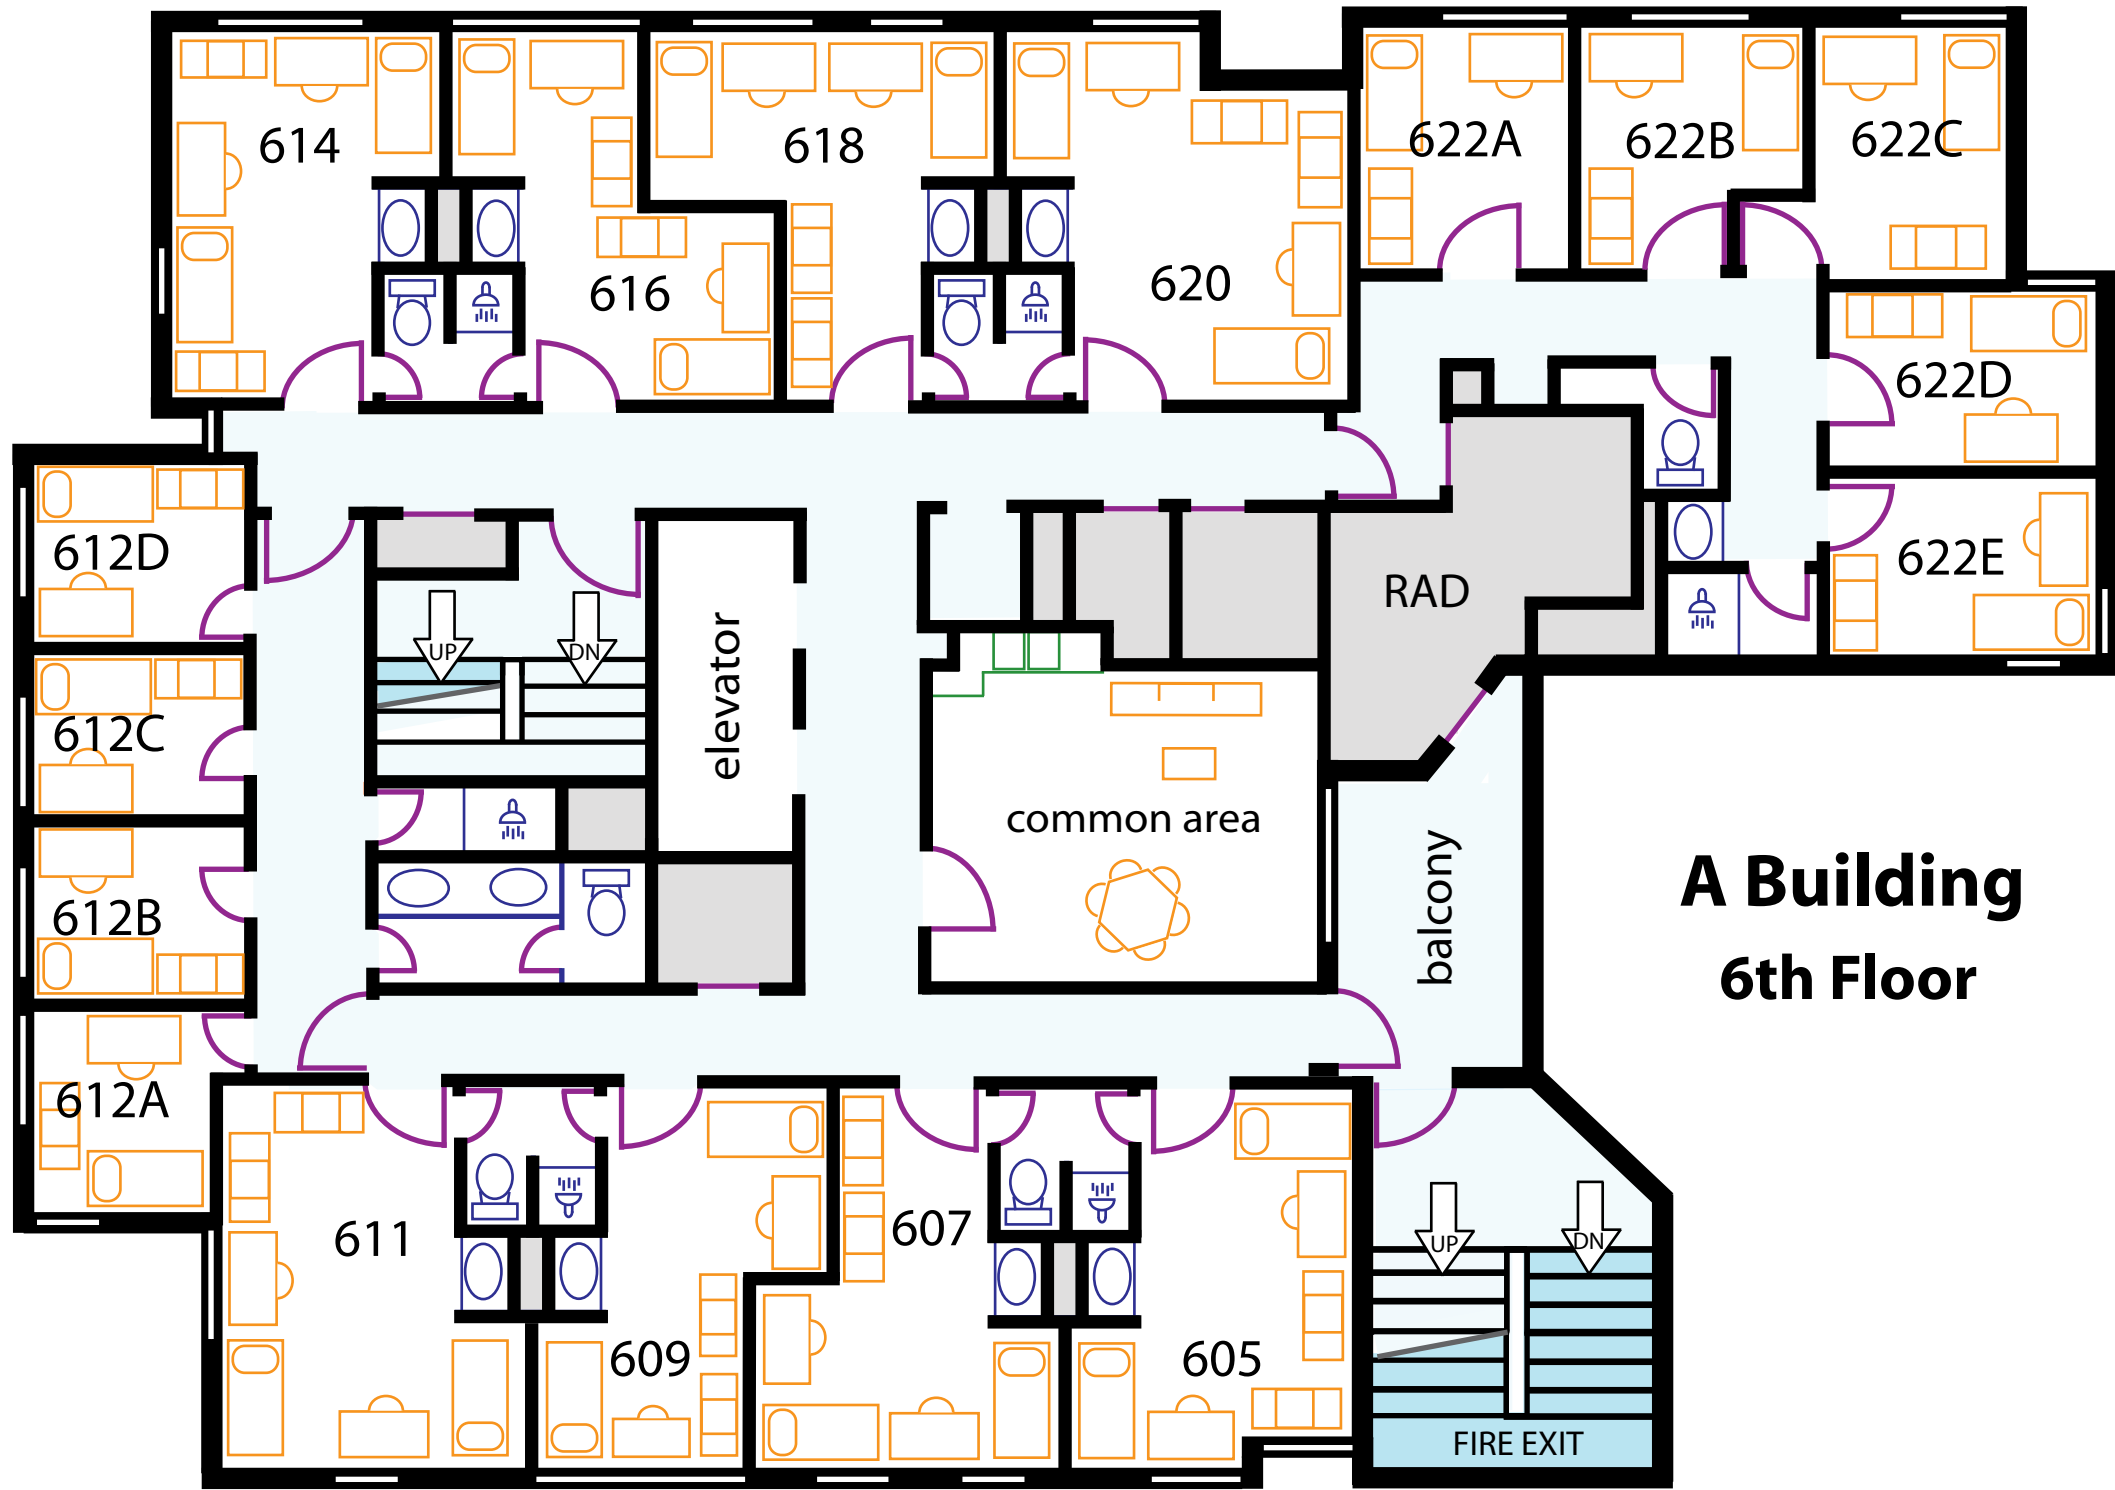 614
616
618
620
622A
622B
622C
622D
622E
612D
612C
612B
612A
UP
DN
elevator
RAD
common area
balcony
A Building
6th Floor
611
609
607
605
UP
DN
FIRE EXIT